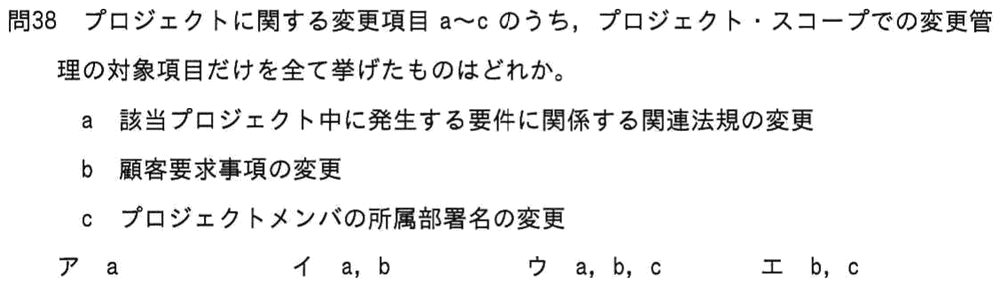 問38 プロジェクトに関する変更項目 a～c のうち，プロジェクト・スコープでの変更管
理の対象項目だけを全て挙げたものはどれか。
a 該当プロジェクト中に発生する要件に関係する関連法規の変更
b 顧客要求事項の変更
c プロジェクトメンバの所属部署名の変更
ア a イ a，b ウ a，b，c エ b，c